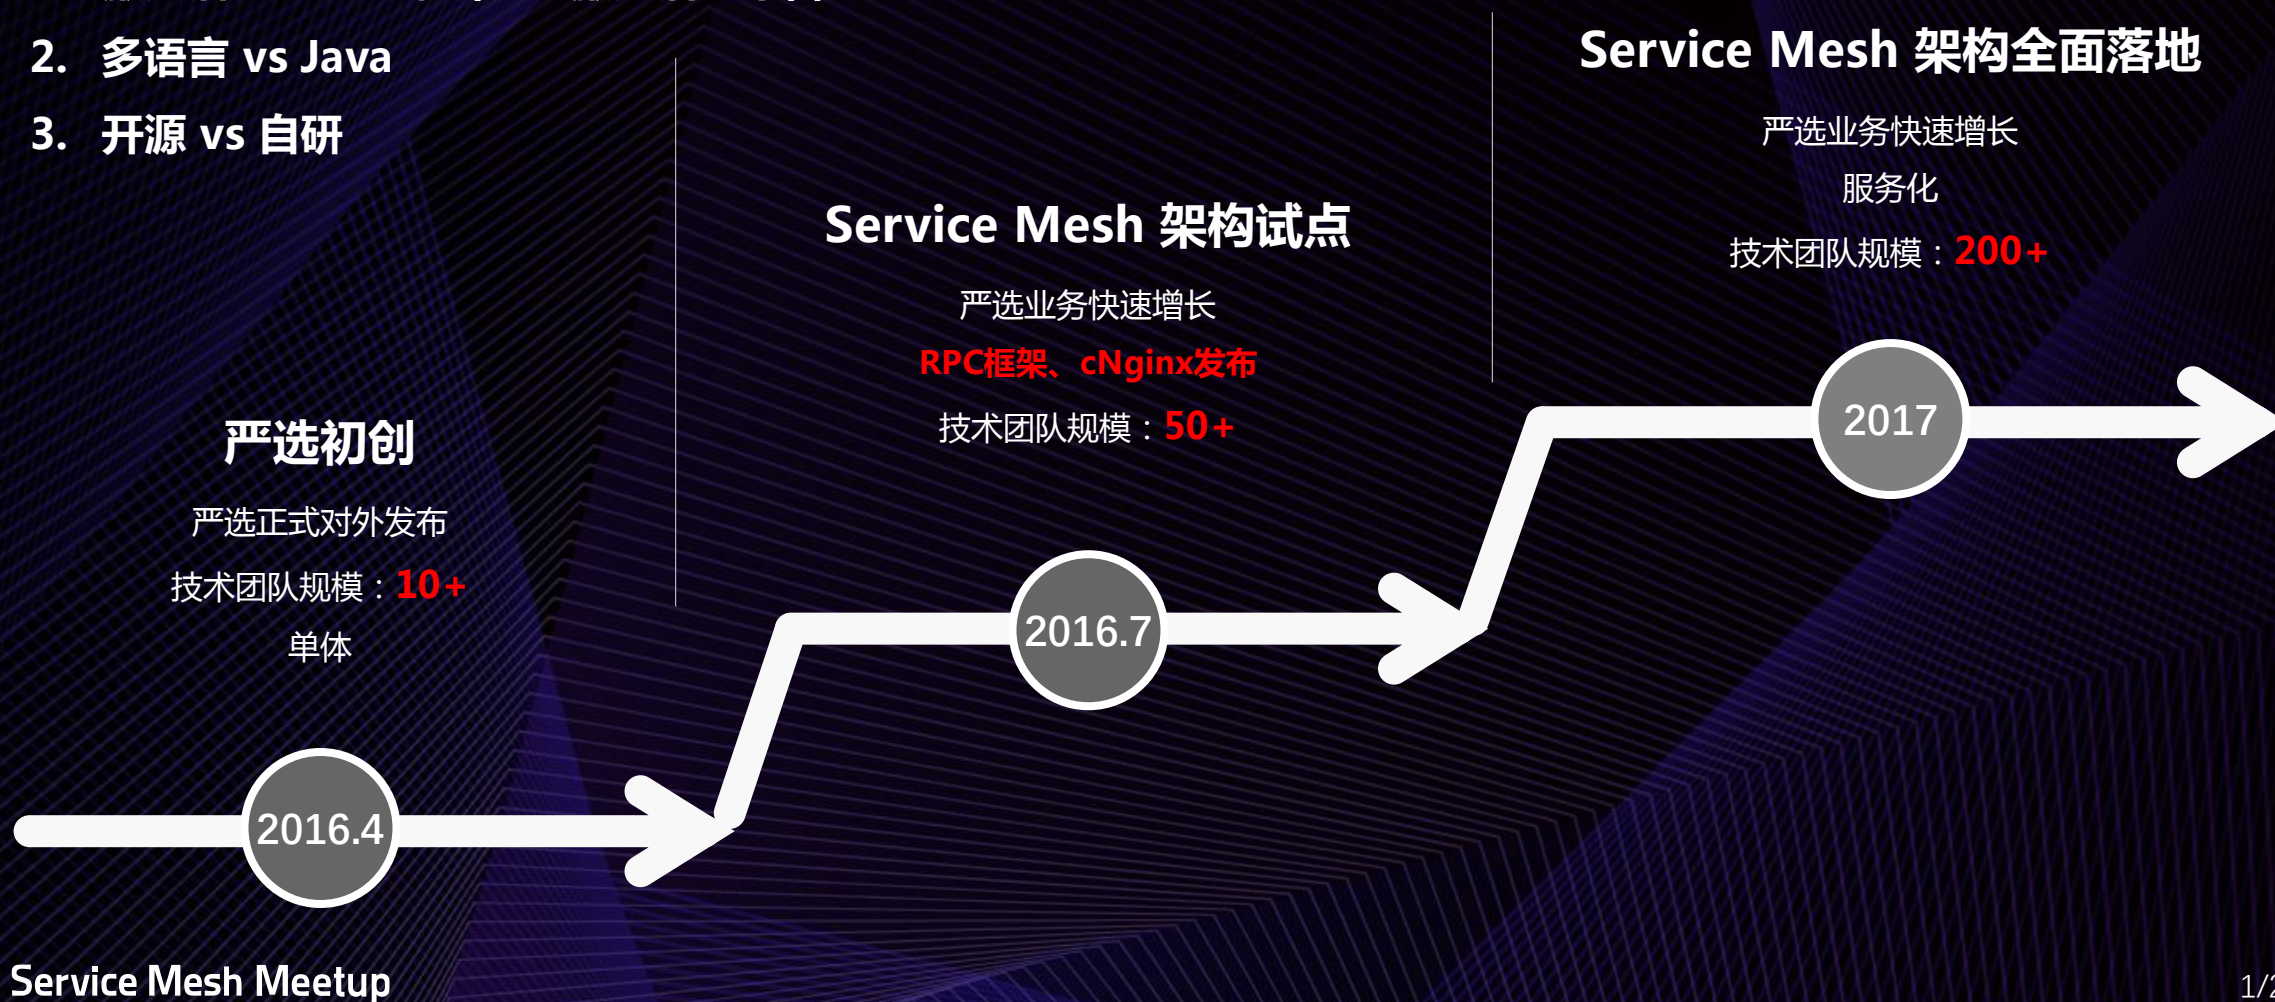 2. 多语言 vs Java
3. 开源 vs 自研
严选初创
严选正式对外发布
技术团队规模：10+
单体
2016.4
Service Mesh 架构试点
严选业务快速增长
RPC框架、cNginx发布
技术团队规模：50+
2016.7
Service Mesh 架构全面落地
严选业务快速增长
服务化
技术团队规模：200+
2017
Service Mesh Meetup